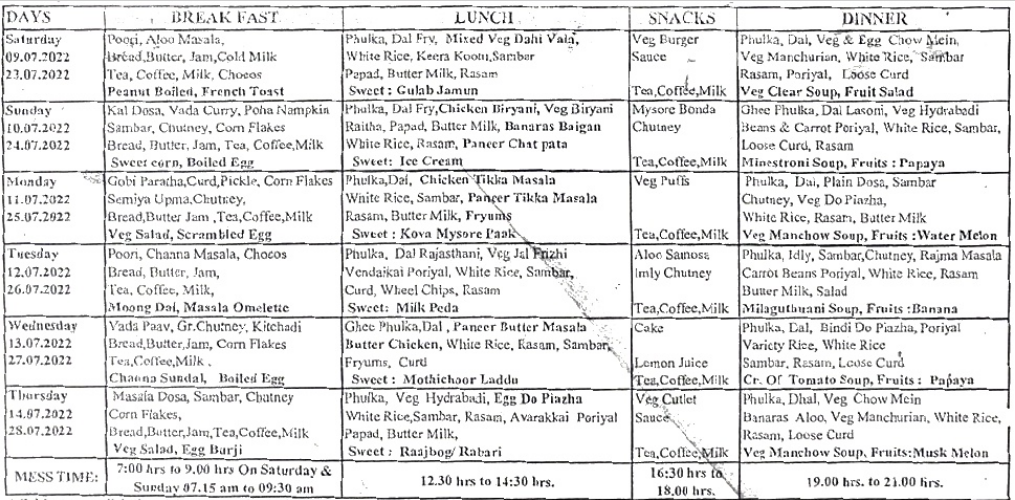 DAYS BREAK FAST LUNCH SNACKS DINNER
Saturday Poori, Aloo Masala, Phulka, Dal Fry, Mixed Veg Dahi Vala, Veg Burger Phulka, Dal, Veg & Egg Chow Mein,
09.07.2022 Bread,Butter, Jam,Cold Milk White Rice, Keera Kootu,Sambar Sauce Veg Manchurian, White Rice, Sambar
23.07.2022 Tea, Coffee, Milk, Chocos Papad, Butter Milk, Rasam Rasam, Poriyal, Loose Curd
Peanut Boiled, French Toast Sweet : Gulab Jamun Tea,Coffee,Milk Veg Clear Soup, Fruit Salad
Sunday Kal Dosa, Vada Curry, Poha Nampkin Phulka, Dal Fry,Chicken Biryani, Veg Biryani Mysore Bonda Ghee Phulka, Dal Lasoni, Veg Hydrabadi
10.07.2022 Sambar, Chutney, Corn Flakes Raitha, Papad, Butter Milk, Banaras Baigan Chutney Beans & Carrot Poriyal, White Rice, Sambar,
24.07.2022 Bread, Butter, Jam, Tea, Coffee,Milk White Rice, Rasam, Paneer Chat pata Loose Curd, Rasam
Sweet corn, Boiled Egg Sweet: Ice Cream Tea,Coffee,Milk Minestroni Soup, Fruits : Papaya
Monday Gobi Paratha,Curd,Pickle, Corn Flakes Phulka,Dal, Chicken Tikka Masala Veg Puffs Phulka, Dai, Plain Dosa, Sambar
11.07.2022 Semiya Upma,Chutney, White Rice, Sambar, Paneer Tikka Masala Chutney, Veg Do Piazha,
25.07.2022 Bread,Butter Jam ,Tea,Coffee,Milk Rasam, Butter Milk, Fryums White Rice, Rasam, Butter Milk
Veg Salad, Scrambled Egg Sweet : Kova Mysore Paak Tea,Coffee,Milk Veg Manchow Soup, Fruits :Water Melon
Tuesday Poori, Channa Masala, Chocos Phulka, Dal Rajasthani, Veg Jal Frizhi Aloo Samosa Phulka, Idly, Sambar,Chutney, Rajma Masala
12.07.2022 Bread, Butter, Jam, Vendaikai Poriyal, White Rice, Sambar, Imly Chutney Carrot Beans Poriyal, White Rice, Rasam
26.07.2022 Tea, Coffee, Milk, Curd, Wheel Chips, Rasam Butter Milk, Salad
Moong Dal, Masala Omelette Sweet: Milk Peda Tea,Coffee,Milk Milaguthuani Soup, Fruits :Banana
Wednesday Vada Paav, Gr.Chutney, Kitchadi Ghee Phulka,Dal , Paneer Butter Masala Cake Phulka, Dal, Bindi Do Piazha, Poriyal
13.07.2022 Bread,Butter,Jam, Corn Flakes Butter Chicken, White Rice, Rasam, Sambar, Variety Rice, White Rice
27.07.2022 Tea,Coffee,Milk . Fryums, Curd Lemon Juice Sambar, Rasam, Loose Curd
Channa Sundal, Boiled Egg Sweet : Mothichoor Laddu Tea,Coffee,Milk Cr. Of Tomato Soup, Fruits : Papaya
Thursday Masala Dosa, Sambar, Chutney Phulka, Veg Hydrabadi, Egg Do Piazha Veg Cutlet Phulka, Dhal, Veg Chow Mein
14.07.2022 Corn Flakes, White Rice,Sambar, Rasam, Avarakkai Poriyal Sauce Banaras Aloo, Veg Manchurian, White Rice,
28.07.2022 Bread,Butter,Jam,Tea,Coffee,Milk Papad, Butter Milk, Rasam, Loose Curd
Veg Salad, Egg Burji Sweet : Raajbog/ Rabari Tea,Coffee,Milk Veg Manchow Soup, Fruits:Musk Melon
MESS TIME: 7:00 hrs to 9.00 hrs On Saturday & 12.30 hrs to 14:30 hrs. 16:30 hrs to 19.00 hrs. to 21.00 hrs.
Sunday 07.15 am to 09:30 am 18.00 hrs.